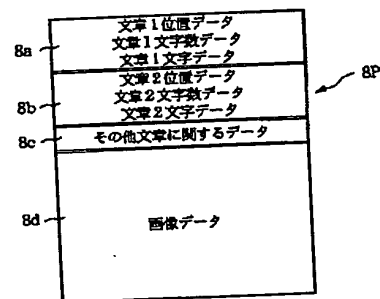 8a
文章1位置データ
文章1文字数データ
文章1文字データ
8b
文章2位置データ
文章2文字数データ
文章2文字データ
8P
8c
その他文章に関するデータ
8d
画像データ